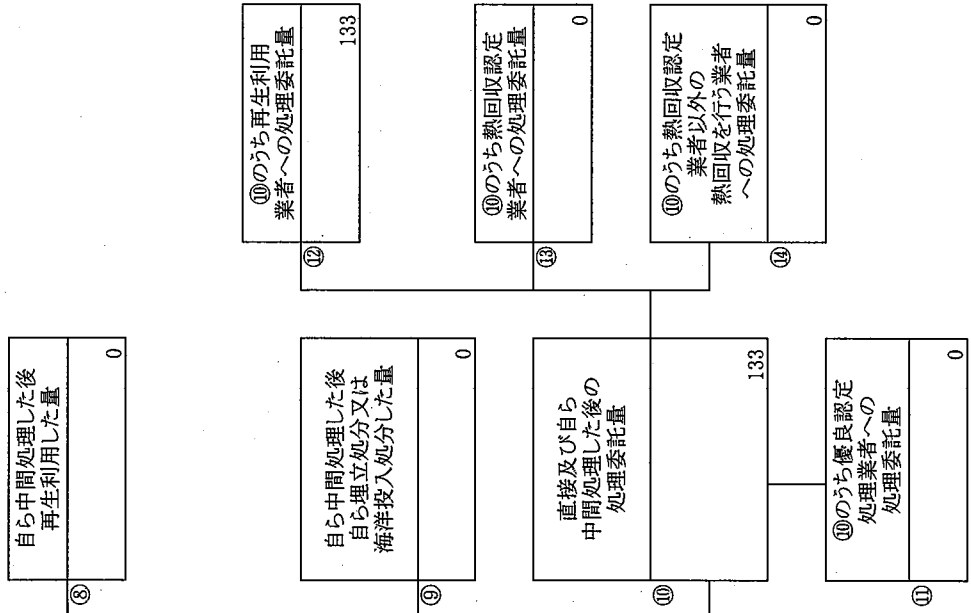 ⑧
自ら中間処理した後
再生利用した量
0
⑨
自ら中間処理した後
自ら埋立処分又は
海洋投入処分した量
0
⑩
直接及び自ら
中間処理した後の
処理委託量
133
⑪
⑩のうち優良認定
処理業者への
処理委託量
0
⑫
⑩のうち再生利用
業者への処理委託量
133
⑬
⑩のうち熱回収認定
業者への処理委託量
0
⑭
⑩のうち熱回収認定
業者以外の
熱回収を行う業者
への処理委託量
0